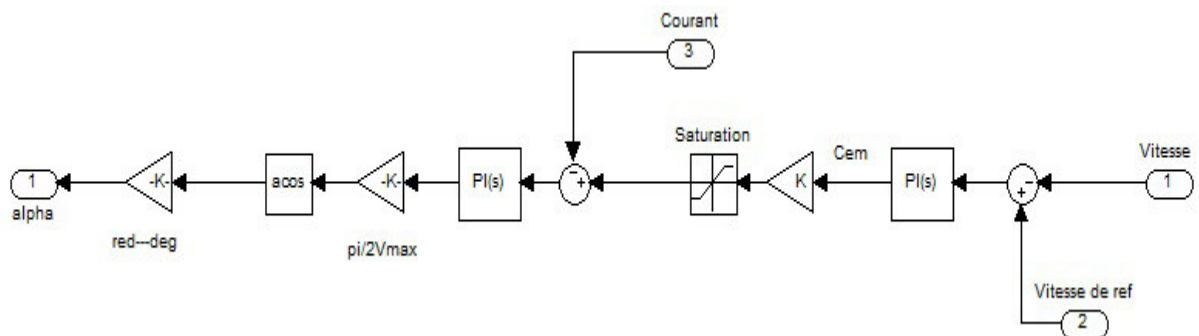 Courant
3
Saturation
Cem
Vitesse
1
-K-
acos
-K-
PI(s)
- +
K
PI(s)
+ -
1
alpha
red---deg
pi/2Vmax
Vitesse de ref
2